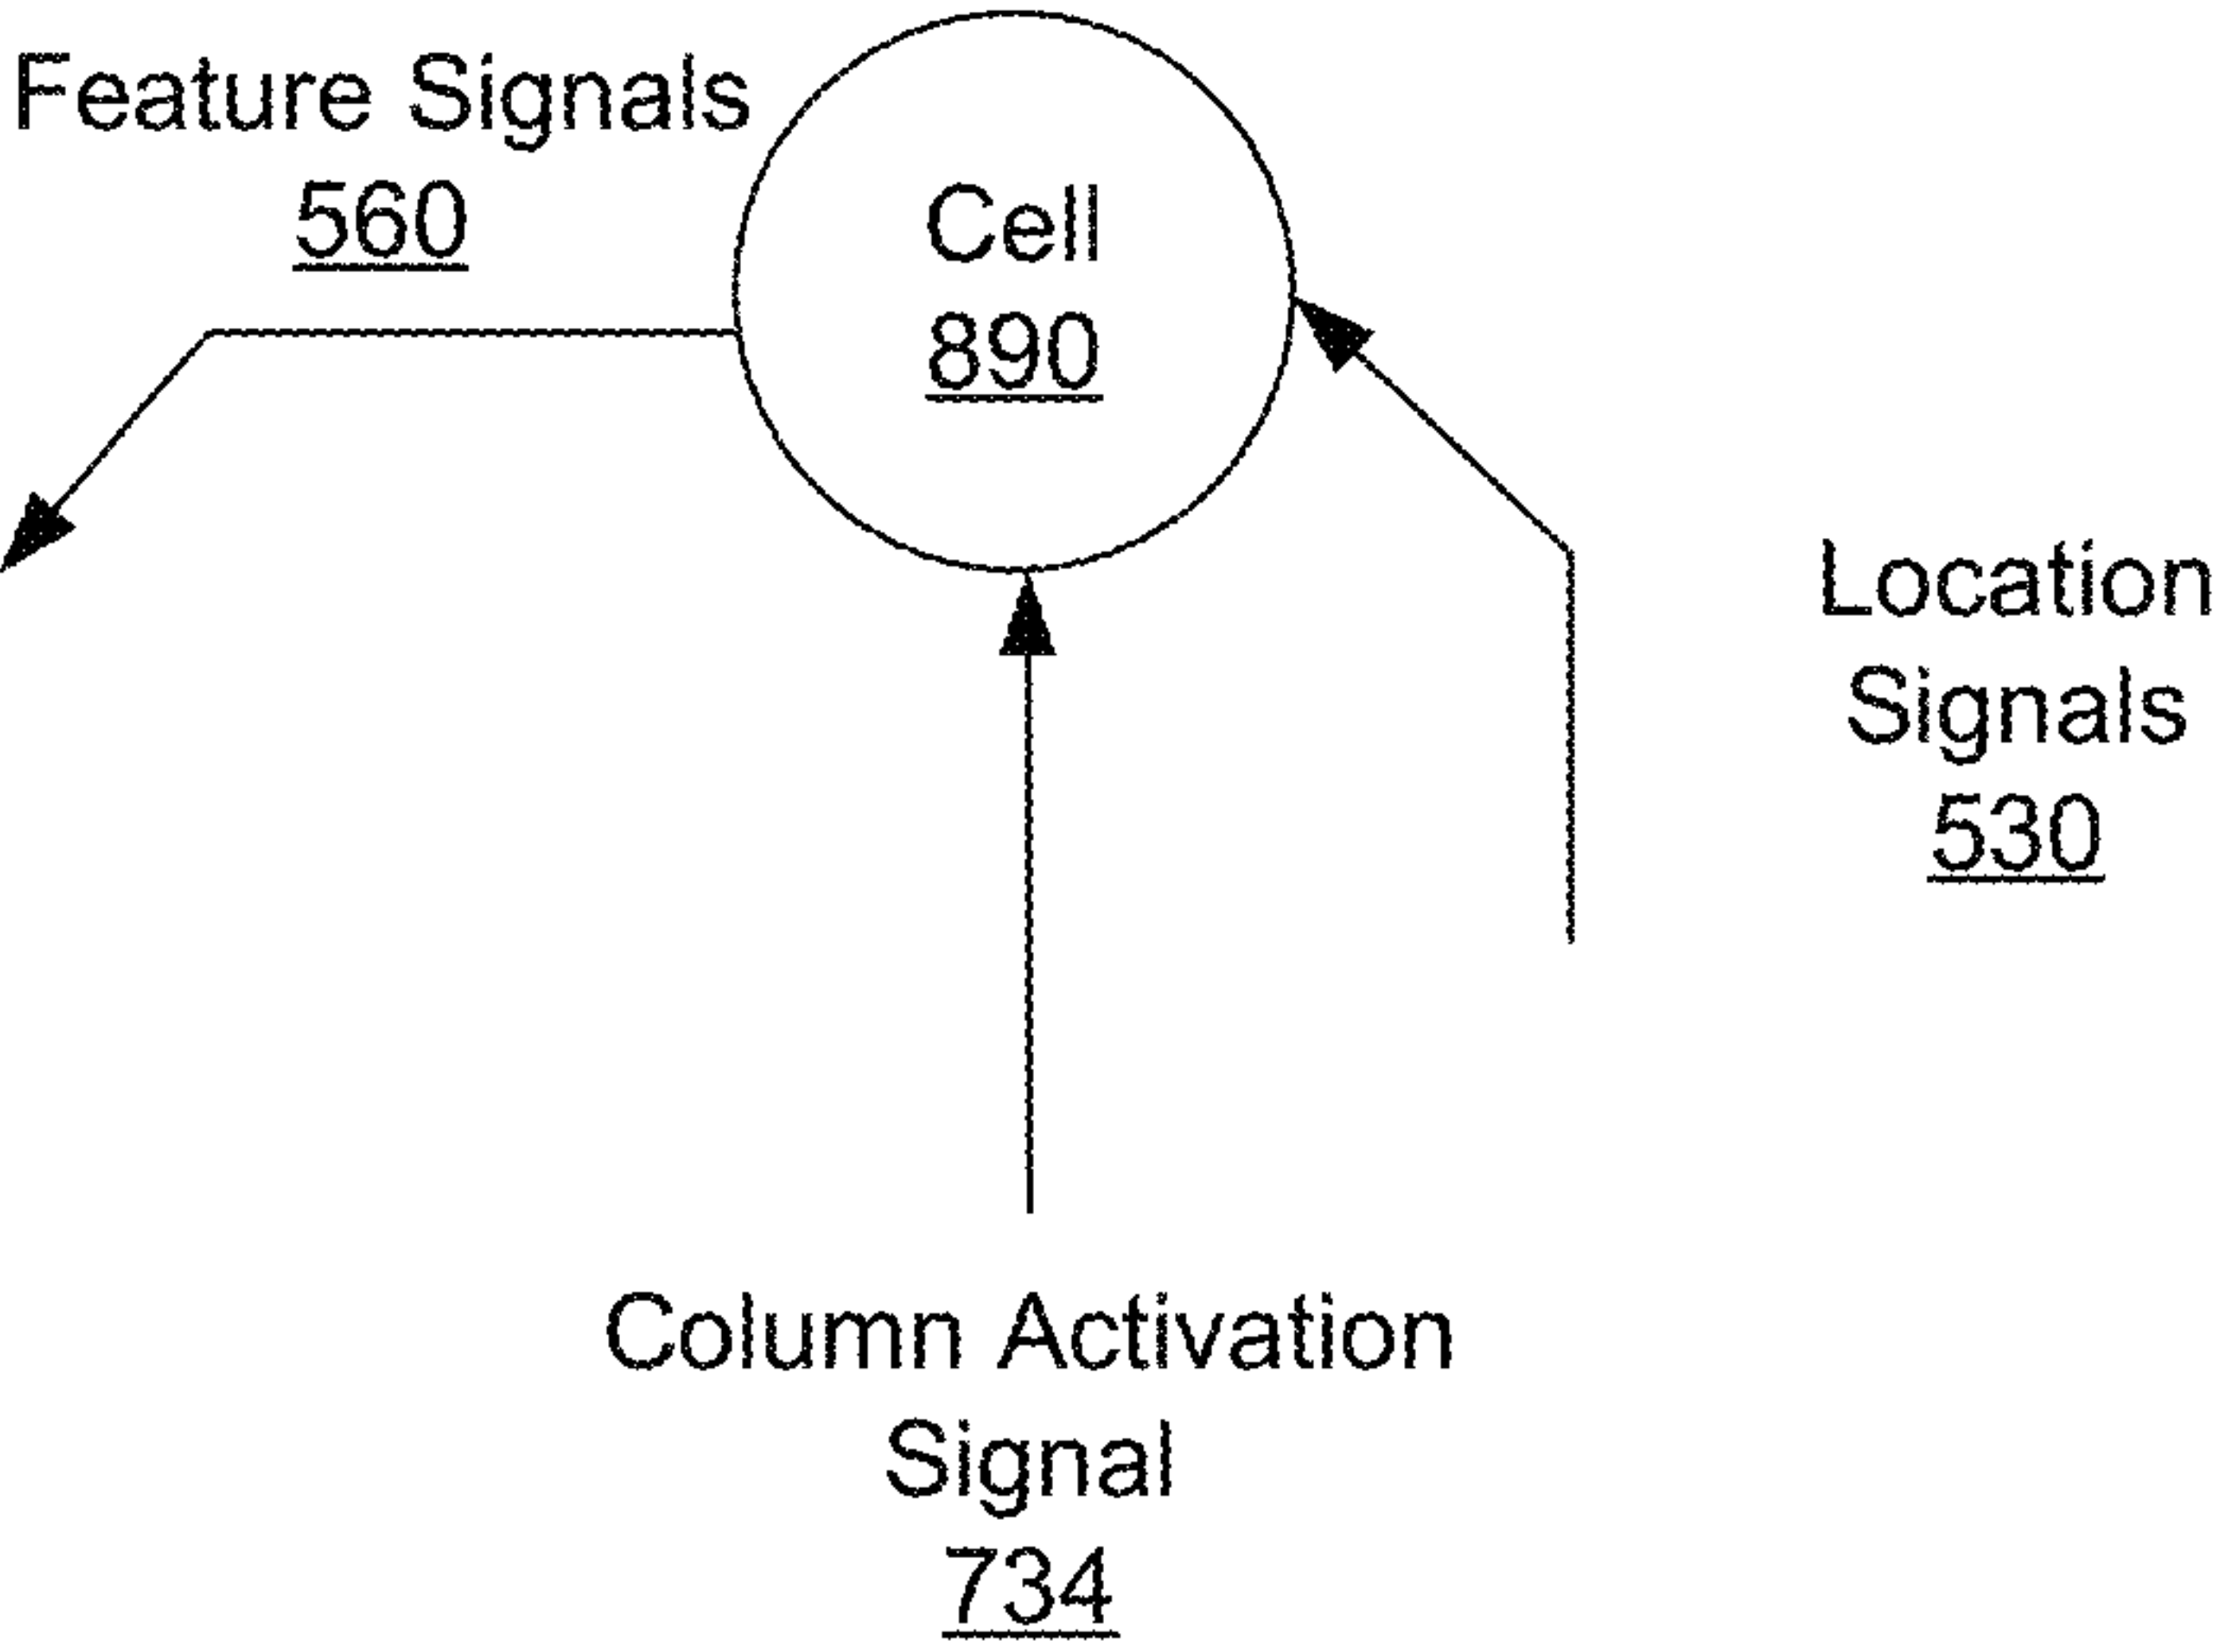 Feature Signals
560
Cell
890
Location
Signals
530
Column Activation
Signal
734